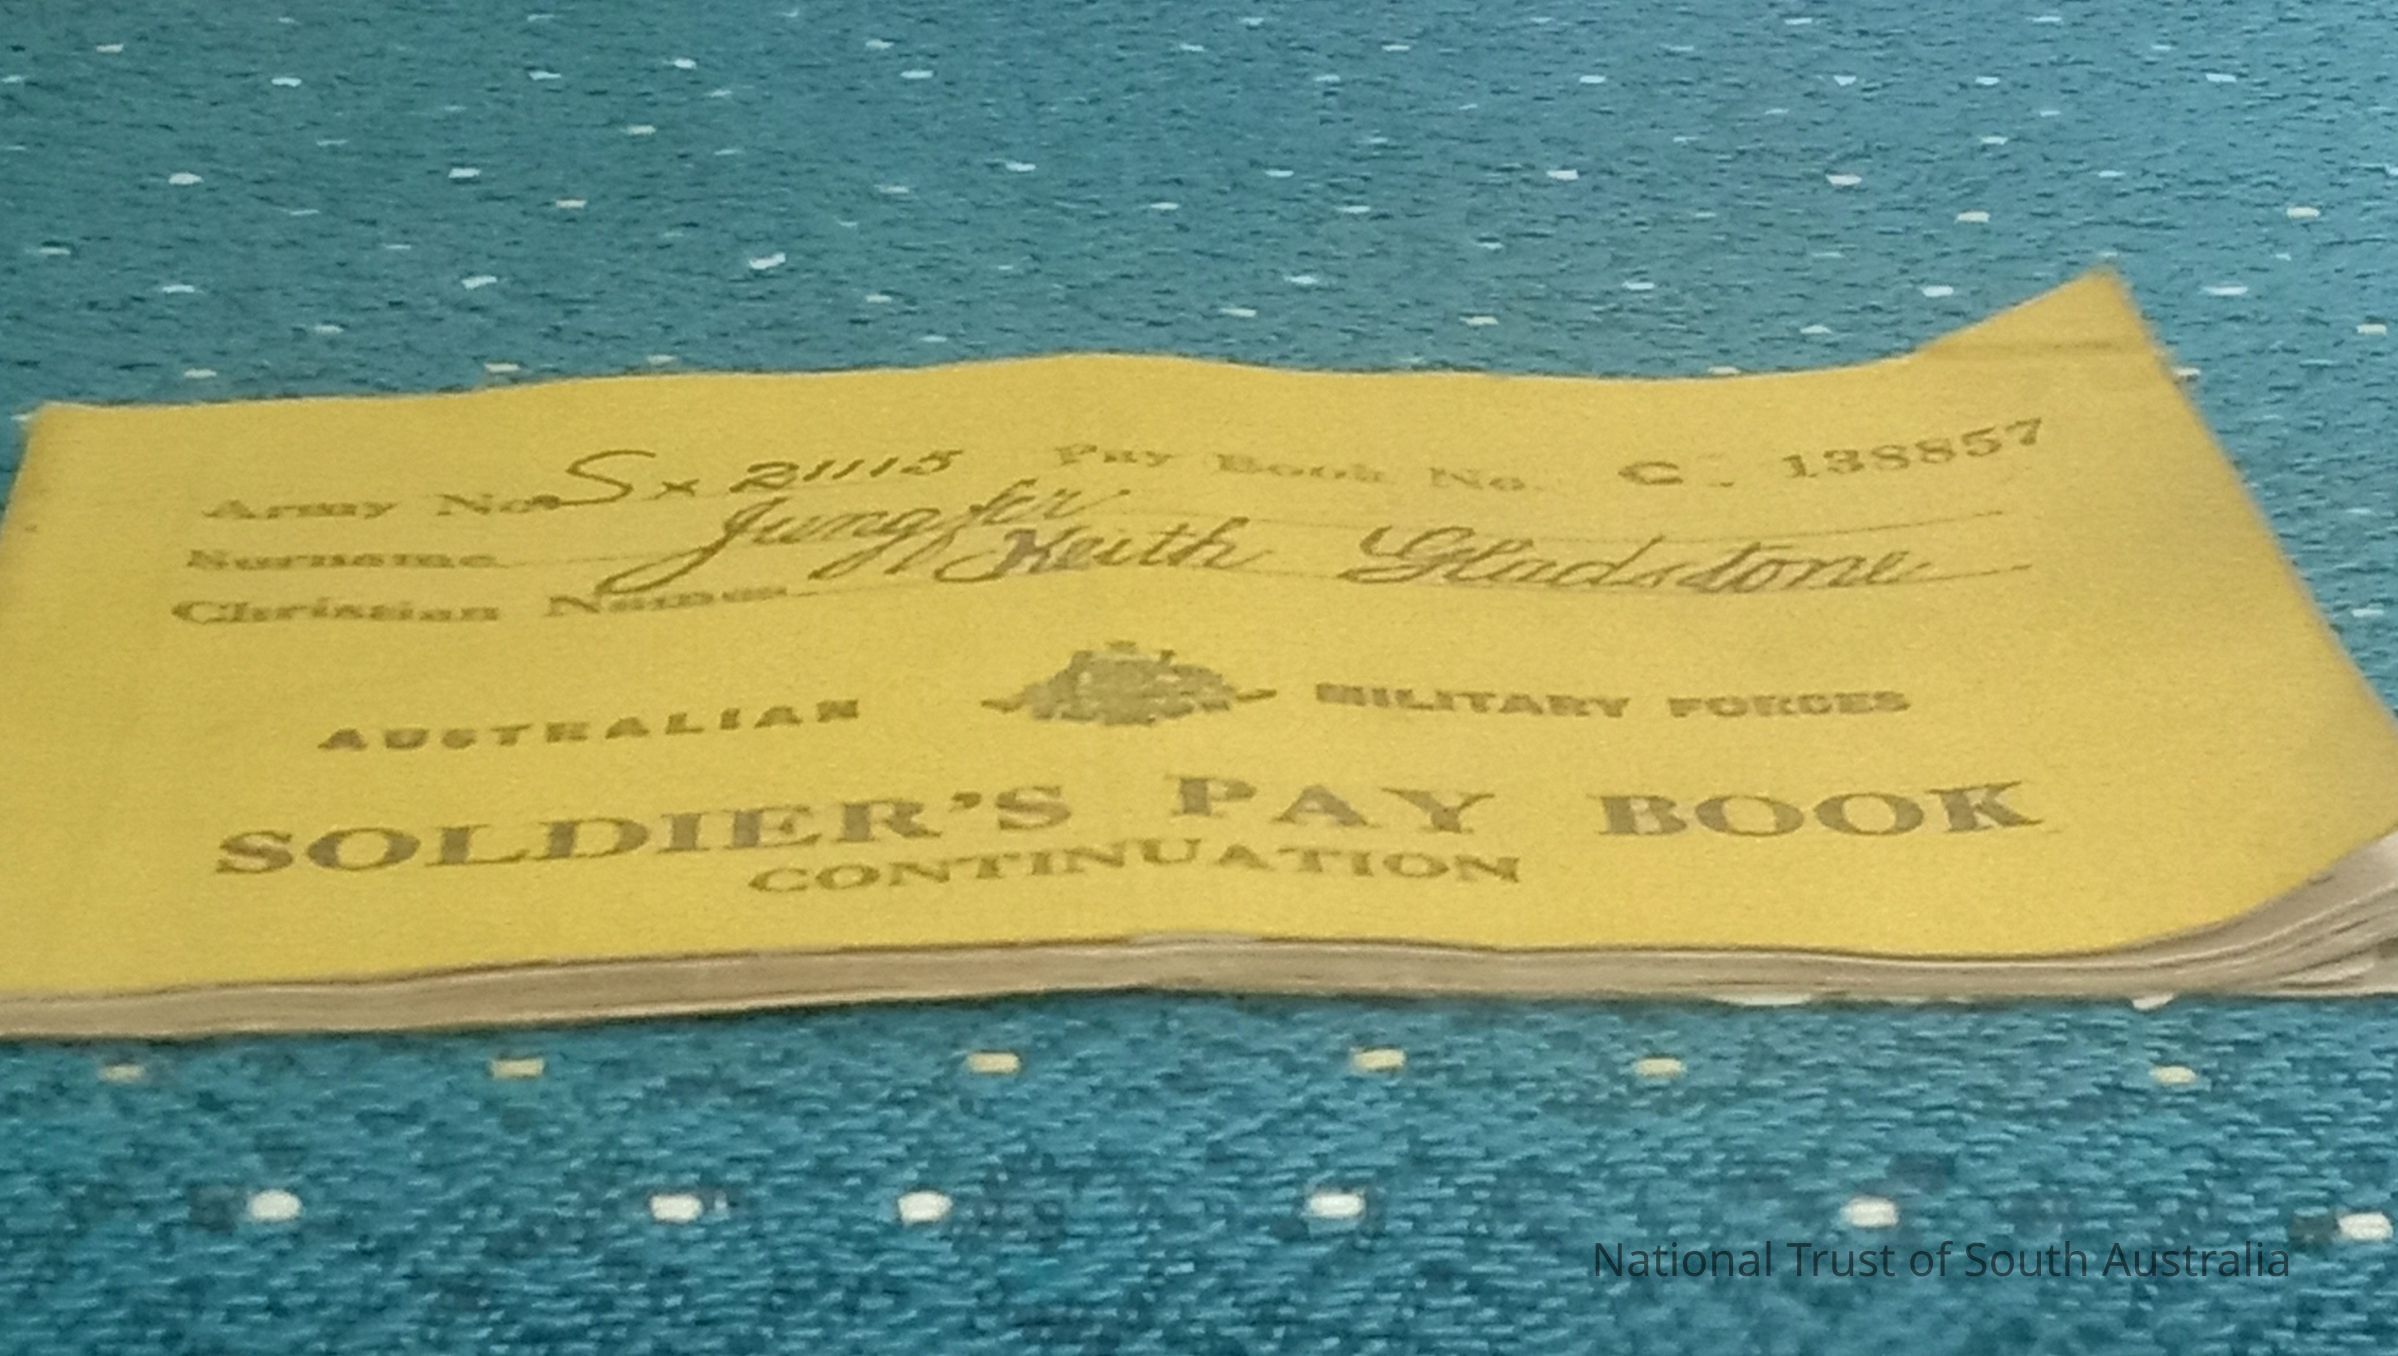 Army No. Sx 21115 Pay Book No. C. 138857
Surname Jungfer
Christian Names Keith Gladstone
AUSTRALIAN MILITARY FORCES
SOLDIER'S PAY BOOK
CONTINUATION
National Trust of South Australia